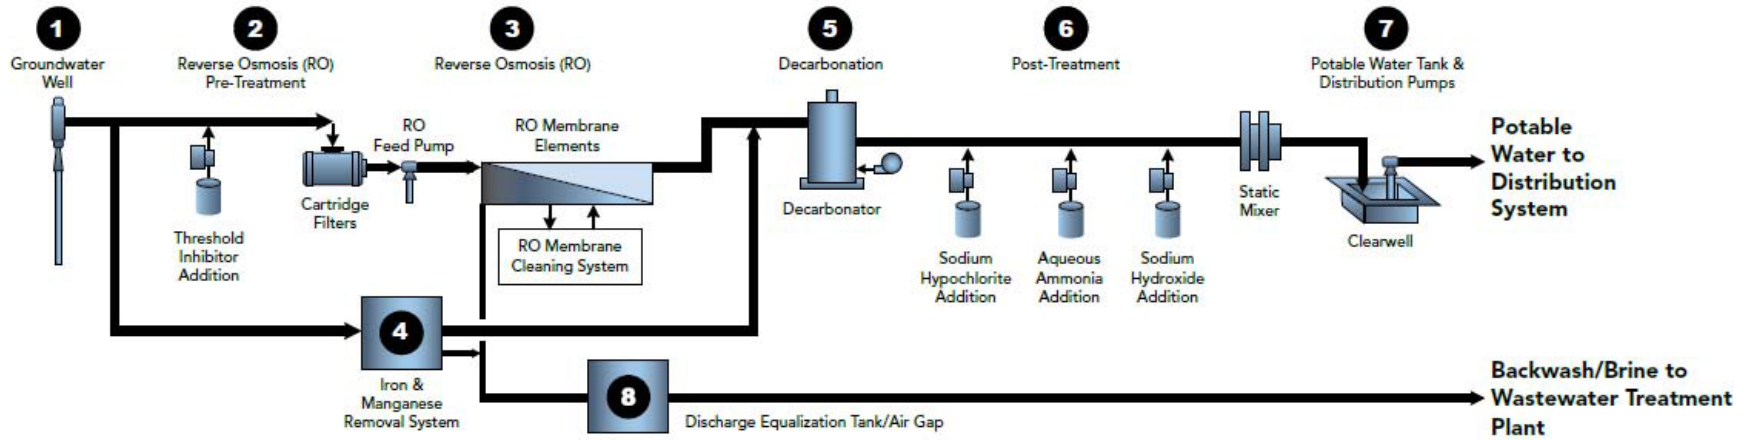 1
Groundwater
Well
2
Reverse Osmosis (RO)
Pre-Treatment
3
Reverse Osmosis (RO)
5
Decarbonation
6
Post-Treatment
7
Potable Water Tank &
Distribution Pumps
RO
Feed Pump
RO Membrane
Elements
Cartridge
Filters
Threshold
Inhibitor
Addition
RO Membrane
Cleaning System
Decarbonator
Sodium
Hypochlorite
Addition
Aqueous
Ammonia
Addition
Sodium
Hydroxide
Addition
Static
Mixer
Clearwell
Potable
Water to
Distribution
System
4
Iron &
Manganese
Removal System
8
Discharge Equalization Tank/Air Gap
Backwash/Brine to
Wastewater Treatment
Plant